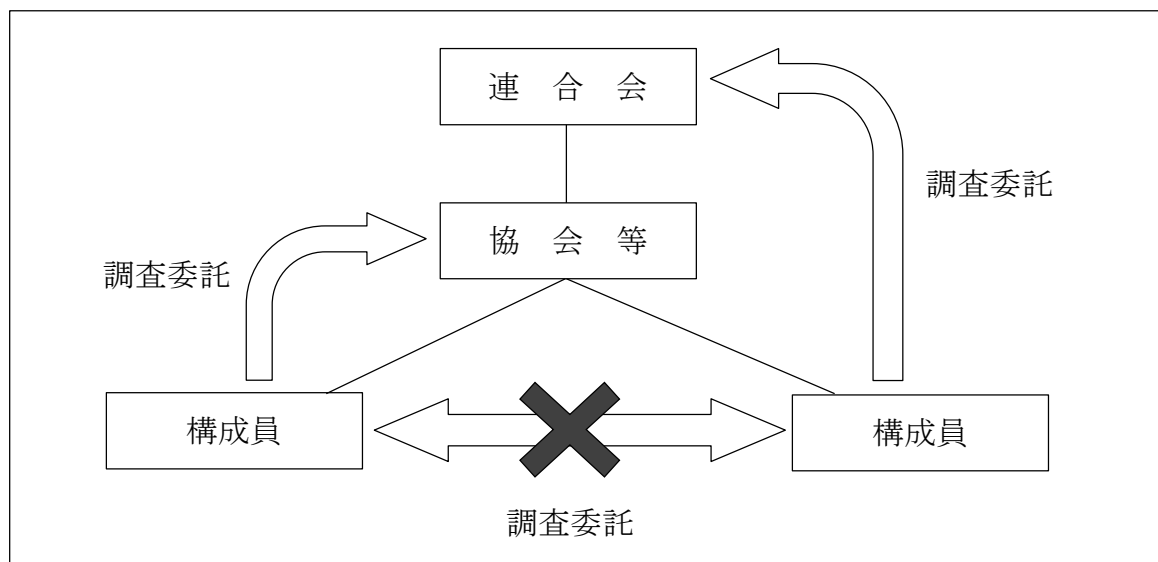 連　合　会
調査委託
協　会　等
調査委託
構成員
構成員
調査委託